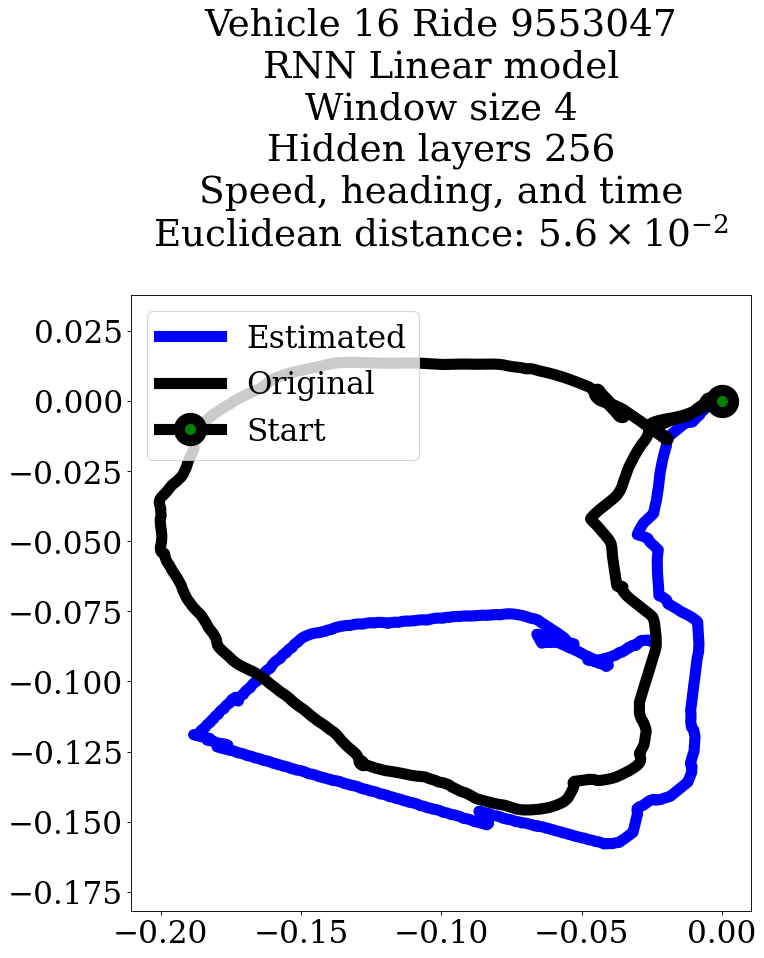 Vehicle 16 Ride 9553047
RNN Linear model
Window size 4
Hidden layers 256
Speed, heading, and time
Euclidean distance: 5.6 × 10⁻²
Estimated
Original
Start
0.025
0.000
−0.025
−0.050
−0.075
−0.100
−0.125
−0.150
−0.175
−0.20 −0.15 −0.10 −0.05 0.00